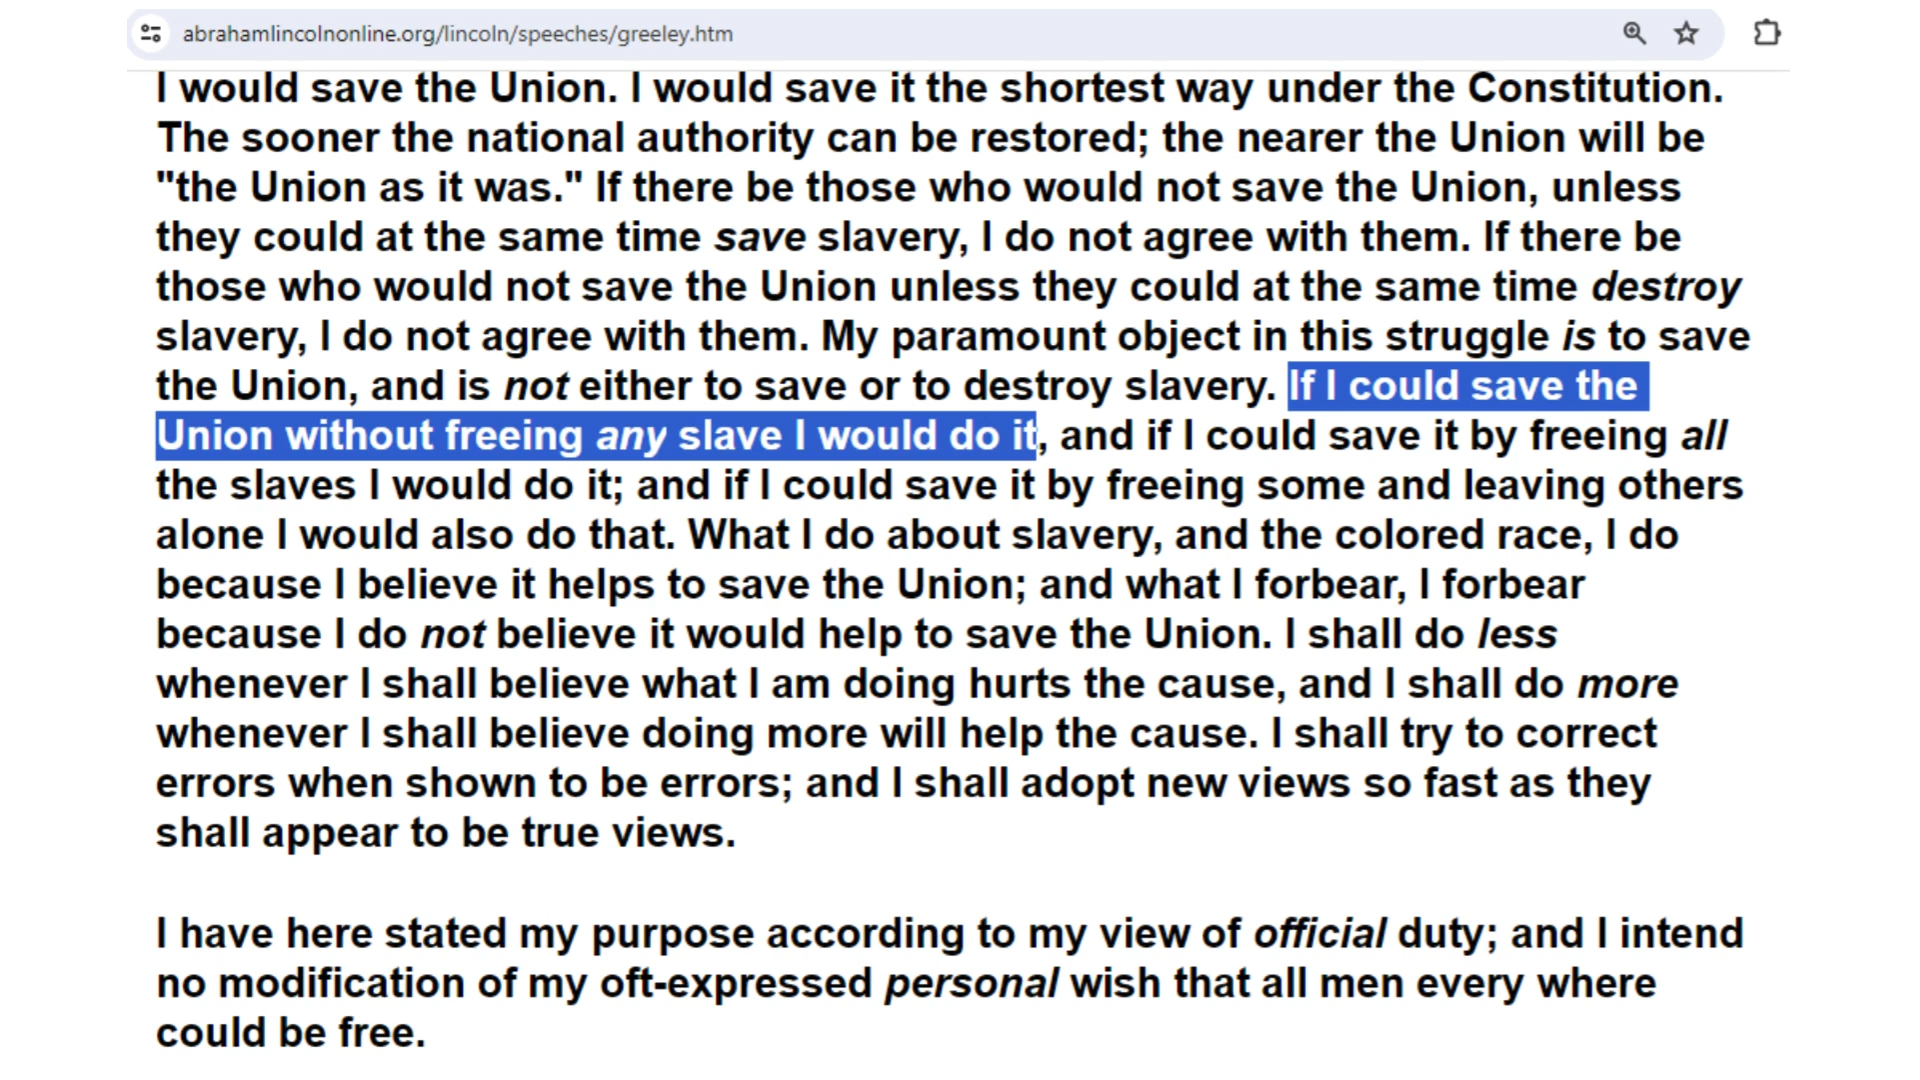 abrahamlincolnonline.org/lincoln/speeches/greeley.htm
I would save the Union. I would save it the shortest way under the Constitution.
The sooner the national authority can be restored; the nearer the Union will be
"the Union as it was." If there be those who would not save the Union, unless
they could at the same time save slavery, I do not agree with them. If there be
those who would not save the Union unless they could at the same time destroy
slavery, I do not agree with them. My paramount object in this struggle is to save
the Union, and is not either to save or to destroy slavery. If I could save the
Union without freeing any slave I would do it, and if I could save it by freeing all
the slaves I would do it; and if I could save it by freeing some and leaving others
alone I would also do that. What I do about slavery, and the colored race, I do
because I believe it helps to save the Union; and what I forbear, I forbear
because I do not believe it would help to save the Union. I shall do less
whenever I shall believe what I am doing hurts the cause, and I shall do more
whenever I shall believe doing more will help the cause. I shall try to correct
errors when shown to be errors; and I shall adopt new views so fast as they
shall appear to be true views.
I have here stated my purpose according to my view of official duty; and I intend
no modification of my oft-expressed personal wish that all men every where
could be free.